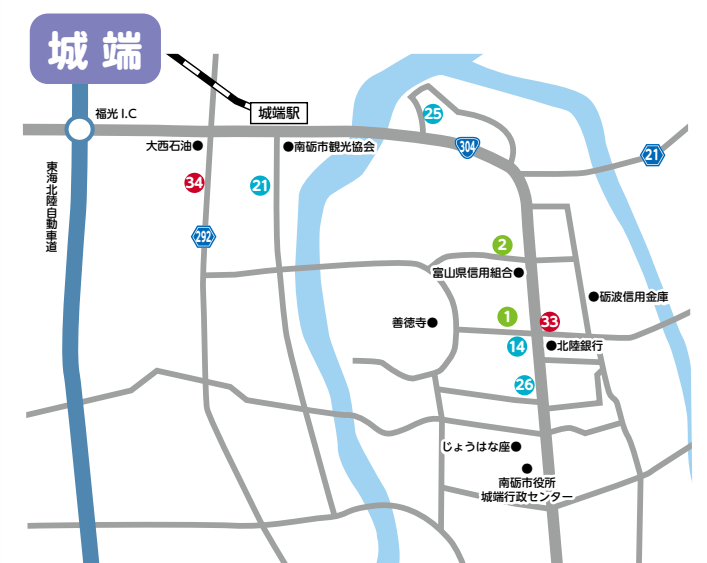 城端
福光I.C
城端駅
25
大西石油
南砺市観光協会
304
21
34
21
東海北陸自動車道
292
2
富山県信用組合
砺波信用金庫
1
33
善徳寺
14
北陸銀行
26
じょうはな座
南砺市役所
城端行政センター